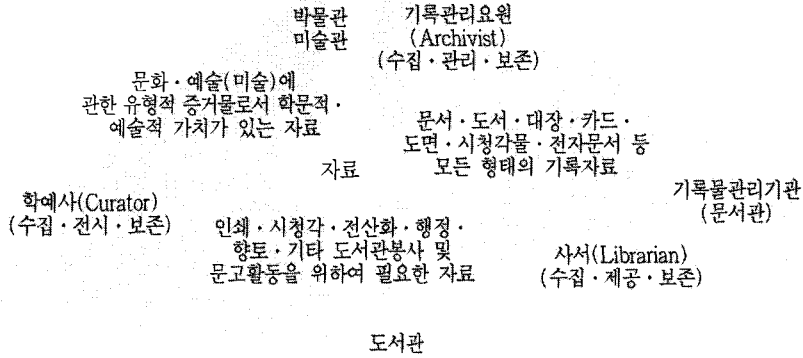 박물관
미술관
기록관리요원
(Archivist)
(수집 · 관리 · 보존)
문화 · 예술(미술)에
관한 유형적 증거물로서 학문적 ·
예술적 가치가 있는 자료
문서 · 도서 · 대장 · 카드 ·
도면 · 시청각물 · 전자문서 등
모든 형태의 기록자료
자료
기록물관리기관
(문서관)
학예사(Curator)
(수집 · 전시 · 보존)
인쇄 · 시청각 · 전산화 · 행정 ·
향토 · 기타 도서관봉사 및
문고활동을 위하여 필요한 자료
사서(Librarian)
(수집 · 제공 · 보존)
도서관